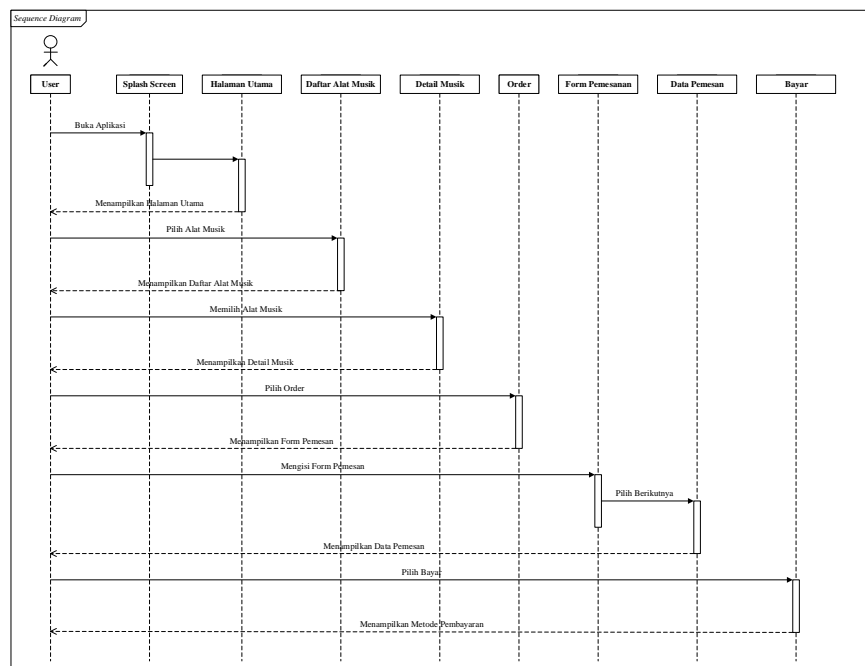 Sequence Diagram
User
Splash Screen
Halaman Utama
Daftar Alat Musik
Detail Musik
Order
Form Pemesanan
Data Pemesan
Bayar
Buka Aplikasi
Menampilkan Halaman Utama
Pilih Alat Musik
Menampilkan Daftar Alat Musik
Memilih Alat Musik
Menampilkan Detail Musik
Pilih Order
Menampilkan Form Pemesan
Mengisi Form Pemesan
Pilih Berikutnya
Menampilkan Data Pemesan
Pilih Bayar
Menampilkan Metode Pembayaran